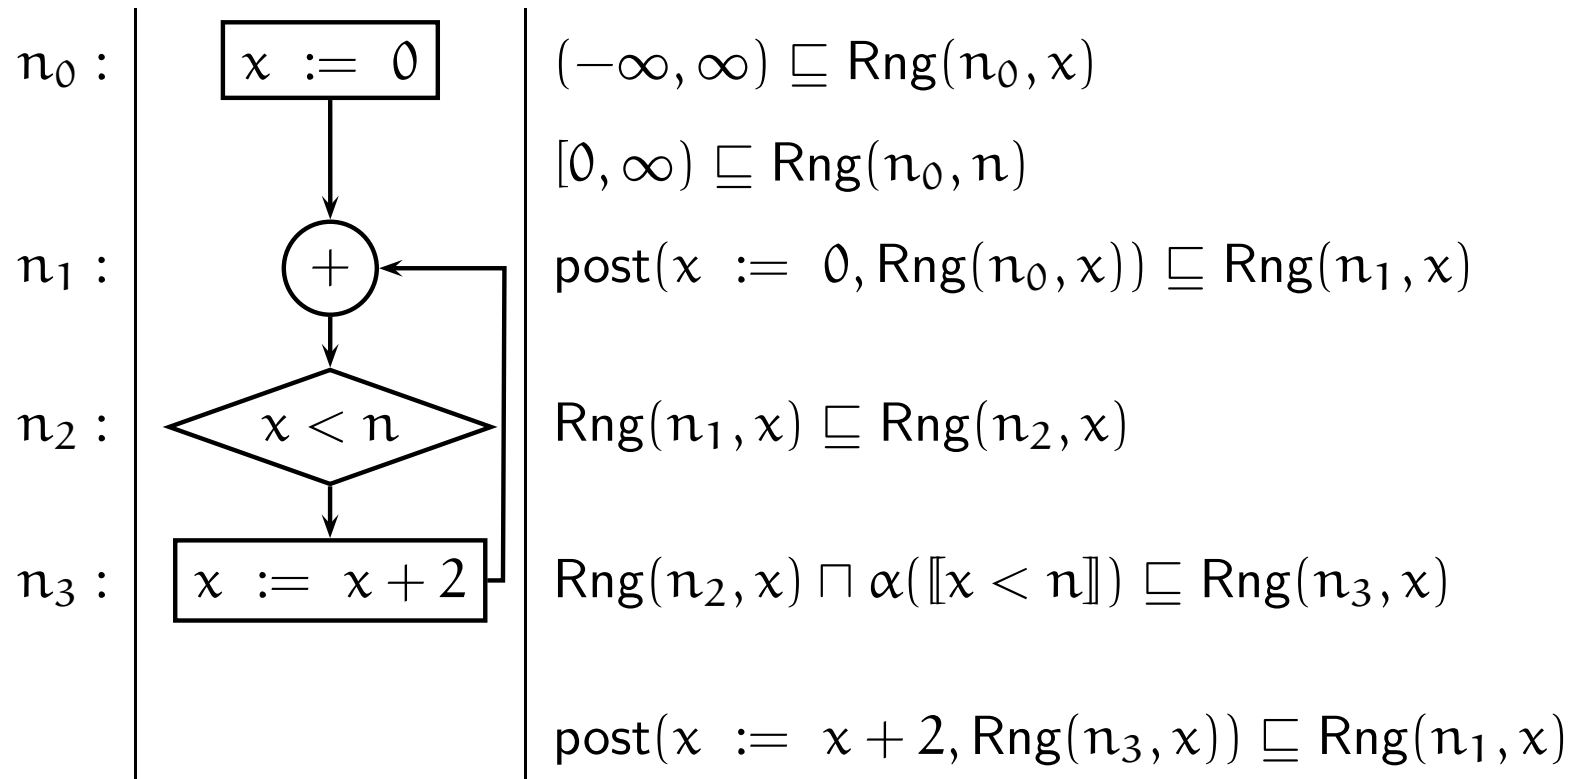 n₀ : x := 0 (−∞, ∞) ⊑ Rng(n₀, x)
[0, ∞) ⊑ Rng(n₀, n)
n₁ : + post(x := 0, Rng(n₀, x)) ⊑ Rng(n₁, x)
n₂ : x < n Rng(n₁, x) ⊑ Rng(n₂, x)
n₃ : x := x + 2 Rng(n₂, x) ⊓ α(⟦x < n⟧) ⊑ Rng(n₃, x)
post(x := x + 2, Rng(n₃, x)) ⊑ Rng(n₁, x)